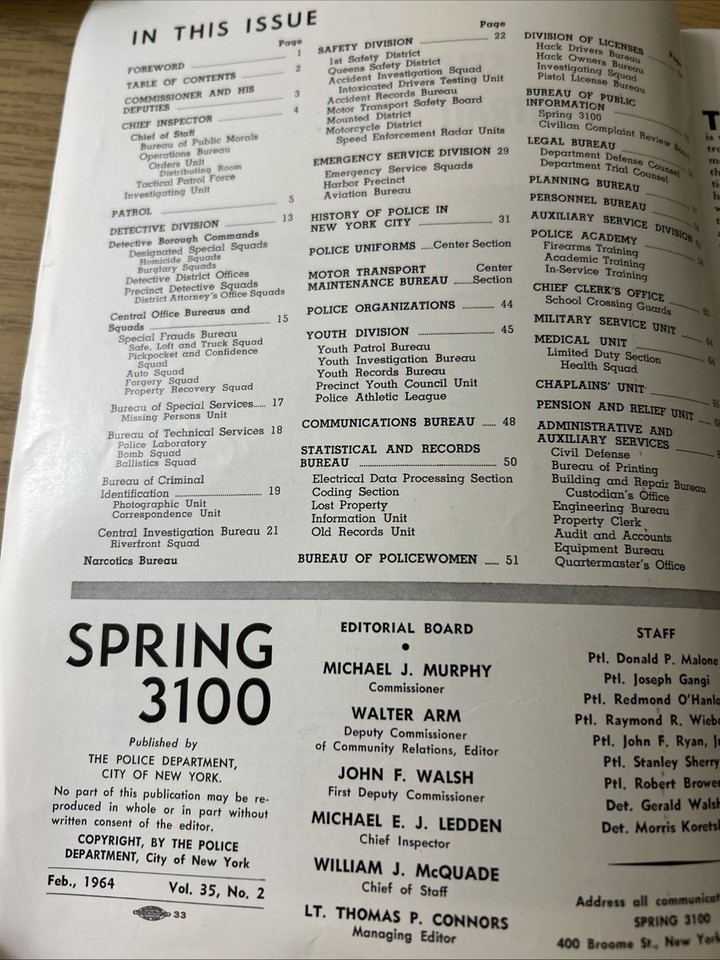 IN THIS ISSUE
Page
FOREWORD 1
TABLE OF CONTENTS 2
COMMISSIONER AND HIS
DEPUTIES 3
CHIEF INSPECTOR 4
Chief of Staff
Bureau of Public Morals
Operations Bureau
Orders Unit
Distributing Room
Tactical Patrol Force
Investigating Unit
PATROL 5
DETECTIVE DIVISION 13
Detective Borough Commands
Designated Special Squads
Homicide Squads
Burglary Squads
Detective District Offices
Precinct Detective Squads
District Attorney's Office Squads
Central Office Bureaus and
Squads 15
Special Frauds Bureau
Safe, Loft and Truck Squad
Pickpocket and Confidence
Squad
Auto Squad
Forgery Squad
Property Recovery Squad
Bureau of Special Services...... 17
Missing Persons Unit
Bureau of Technical Services 18
Police Laboratory
Bomb Squad
Ballistics Squad
Bureau of Criminal
Identification 19
Photographic Unit
Correspondence Unit
Central Investigation Bureau 21
Riverfront Squad
Narcotics Bureau
Page
SAFETY DIVISION 22
1st Safety District
Queens Safety District
Accident Investigation Squad
Intoxicated Drivers Testing Unit
Accident Records Bureau
Motor Transport Safety Board
Mounted District
Motorcycle District
Speed Enforcement Radar Units
EMERGENCY SERVICE DIVISION 29
Emergency Service Squads
Harbor Precinct
Aviation Bureau
HISTORY OF POLICE IN
NEW YORK CITY 31
POLICE UNIFORMS ....Center Section
MOTOR TRANSPORT Center
MAINTENANCE BUREAU ......Section
POLICE ORGANIZATIONS 44
YOUTH DIVISION 45
Youth Patrol Bureau
Youth Investigation Bureau
Youth Records Bureau
Precinct Youth Council Unit
Police Athletic League
COMMUNICATIONS BUREAU ..... 48
STATISTICAL AND RECORDS
BUREAU 50
Electrical Data Processing Section
Coding Section
Lost Property
Information Unit
Old Records Unit
BUREAU OF POLICEWOMEN ..... 51
Page
DIVISION OF LICENSES
Hack Drivers Bureau
Hack Owners Bureau
Investigating Squad
Pistol License Bureau
BUREAU OF PUBLIC
INFORMATION
Spring 3100
Civilian Complaint Review
LEGAL BUREAU
Department Defense Counsel
Department Trial Counsel
PLANNING BUREAU
PERSONNEL BUREAU
AUXILIARY SERVICE DIVISION
POLICE ACADEMY
Firearms Training
Academic Training
In-Service Training
CHIEF CLERK'S OFFICE
School Crossing Guards
MILITARY SERVICE UNIT
MEDICAL UNIT
Limited Duty Section
Health Squad
CHAPLAINS' UNIT
PENSION AND RELIEF UNIT
ADMINISTRATIVE AND
AUXILIARY SERVICES
Civil Defense
Bureau of Printing
Building and Repair Bureau
Custodian's Office
Engineering Bureau
Property Clerk
Audit and Accounts
Equipment Bureau
Quartermaster's Office
SPRING
3100
Published by
THE POLICE DEPARTMENT,
CITY OF NEW YORK.
No part of this publication may be re-
produced in whole or in part without
written consent of the editor.
COPYRIGHT, BY THE POLICE
DEPARTMENT, City of New York
Feb., 1964 Vol. 35, No. 2
33
EDITORIAL BOARD
MICHAEL J. MURPHY
Commissioner
WALTER ARM
Deputy Commissioner
of Community Relations, Editor
JOHN F. WALSH
First Deputy Commissioner
MICHAEL E. J. LEDDEN
Chief Inspector
WILLIAM J. McQUADE
Chief of Staff
LT. THOMAS P. CONNORS
Managing Editor
STAFF
Ptl. Donald P. Malone
Ptl. Joseph Gangi
Ptl. Redmond O'Hanlo
Ptl. Raymond R. Wieb
Ptl. John F. Ryan, J
Ptl. Stanley Sherry
Ptl. Robert Brower
Det. Gerald Walsh
Det. Morris Korets
Address all communicat
SPRING 3100
400 Broome St., New York